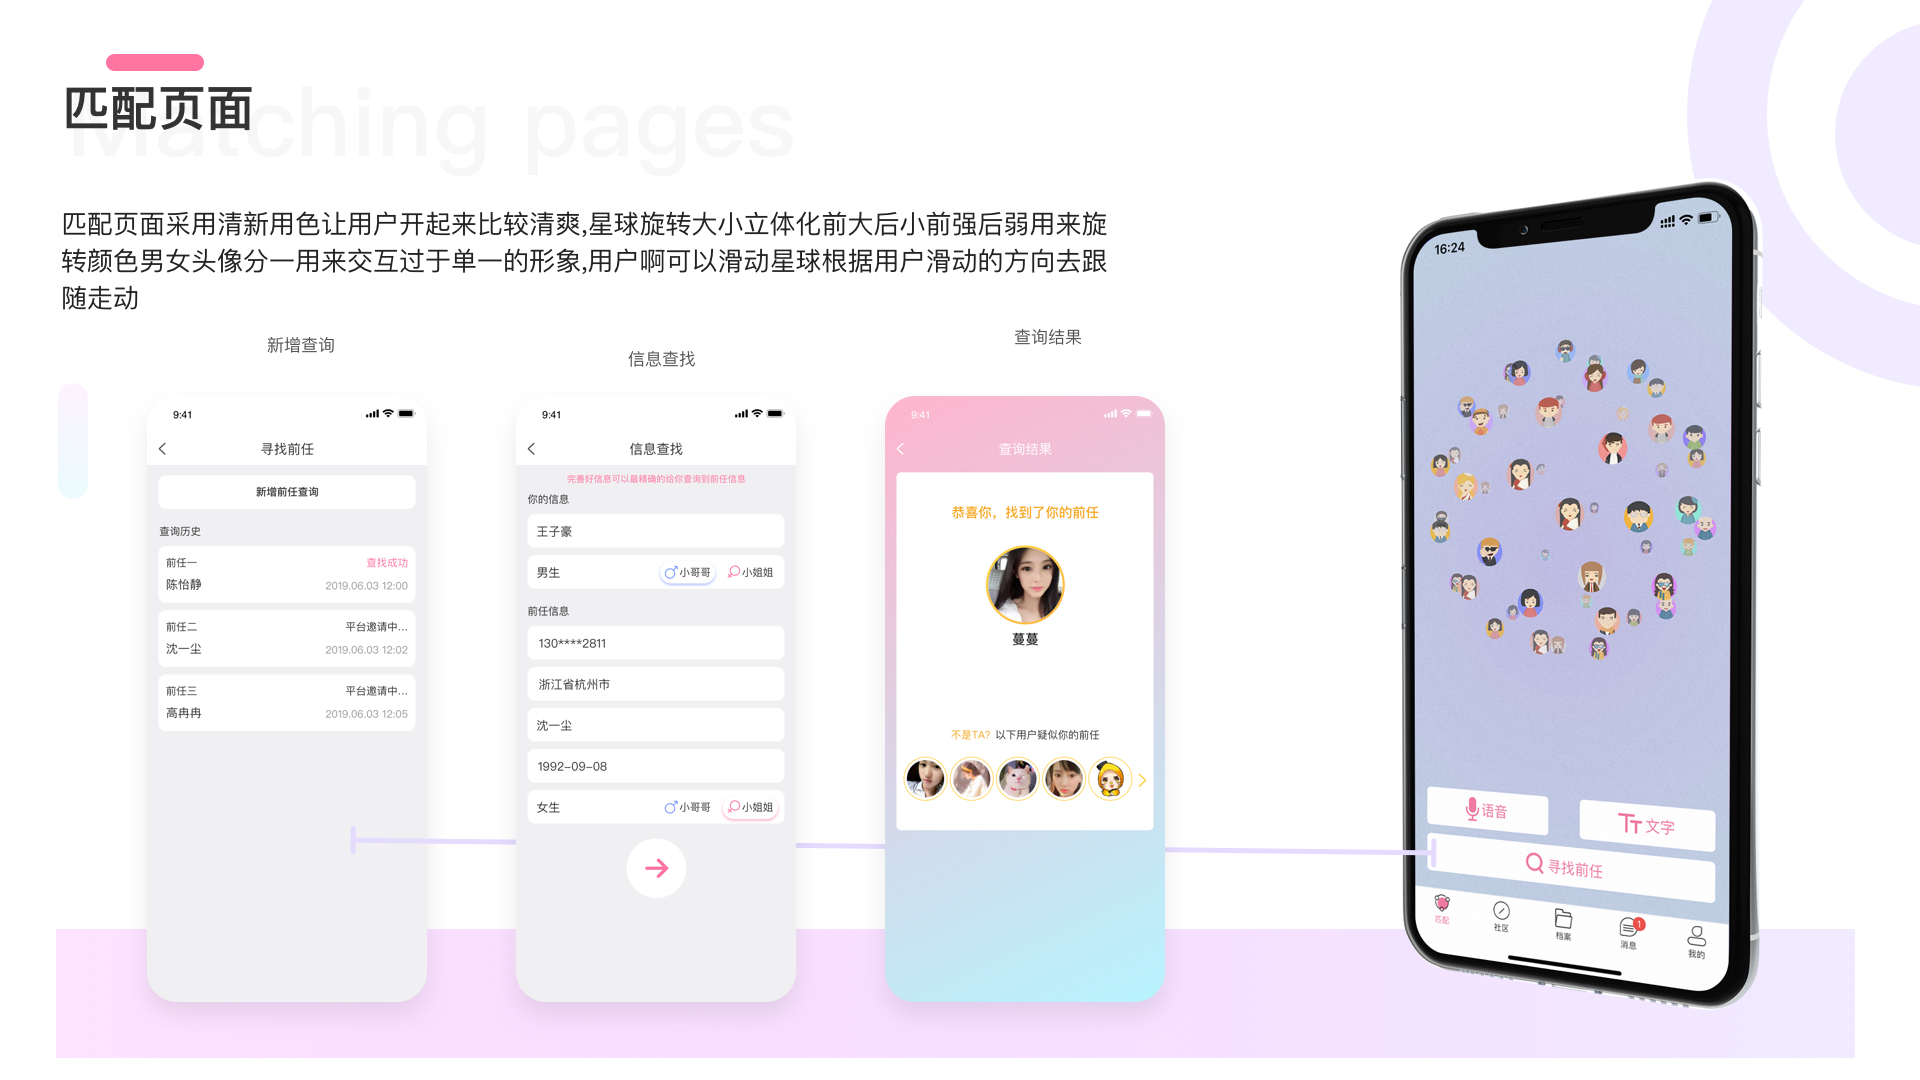 匹配页面
Matching pages
匹配页面采用清新用色让用户开起来比较清爽,星球旋转大小立体化前大后小前强后弱用来旋
转颜色男女头像分一用来交互过于单一的形象,用户啊可以滑动星球根据用户滑动的方向去跟
随走动
新增查询
9:41
寻找前任
新增前任查询
查询历史
前任一 查找成功
陈怡静 2019.06.03 12:00
前任二 平台邀请中...
沈一尘 2019.06.03 12:02
前任三 平台邀请中...
高冉冉 2019.06.03 12:05
信息查找
9:41
信息查找
完善好信息可以最精确的给你查询到前任信息
你的信息
王子豪
男生 小哥哥 小姐姐
前任信息
130****2811
浙江省杭州市
沈一尘
1992-09-08
女生 小哥哥 小姐姐
查询结果
9:41
查询结果
恭喜你，找到了你的前任
蔓蔓
不是TA? 以下用户疑似你的前任
16:24
语音 文字
寻找前任
匹配 社区 档案 消息 1 我的